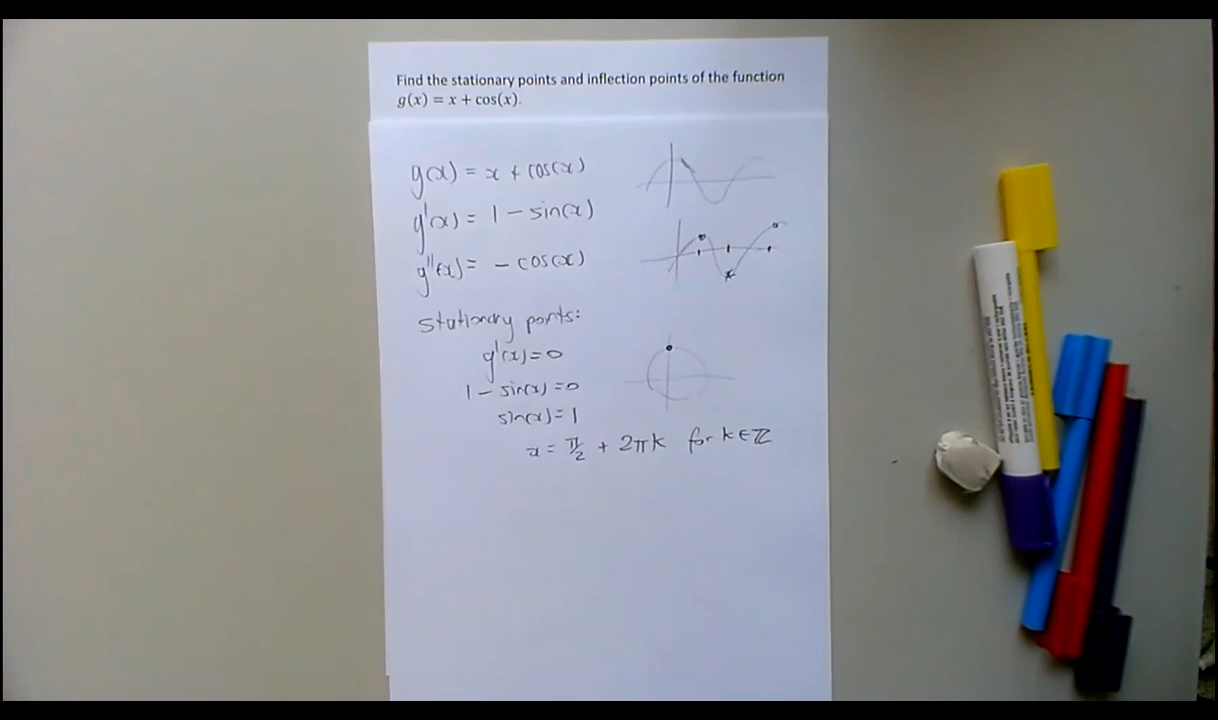 Find the stationary points and inflection points of the function
g(x) = x + cos(x).
g(x) = x + cos(x)
g'(x) = 1 - sin(x)
g''(x) = - cos(x)
Stationary points:
g'(x) = 0
1 - sin(x) = 0
sin(x) = 1
x = π/2 + 2πk for k ∈ ℤ